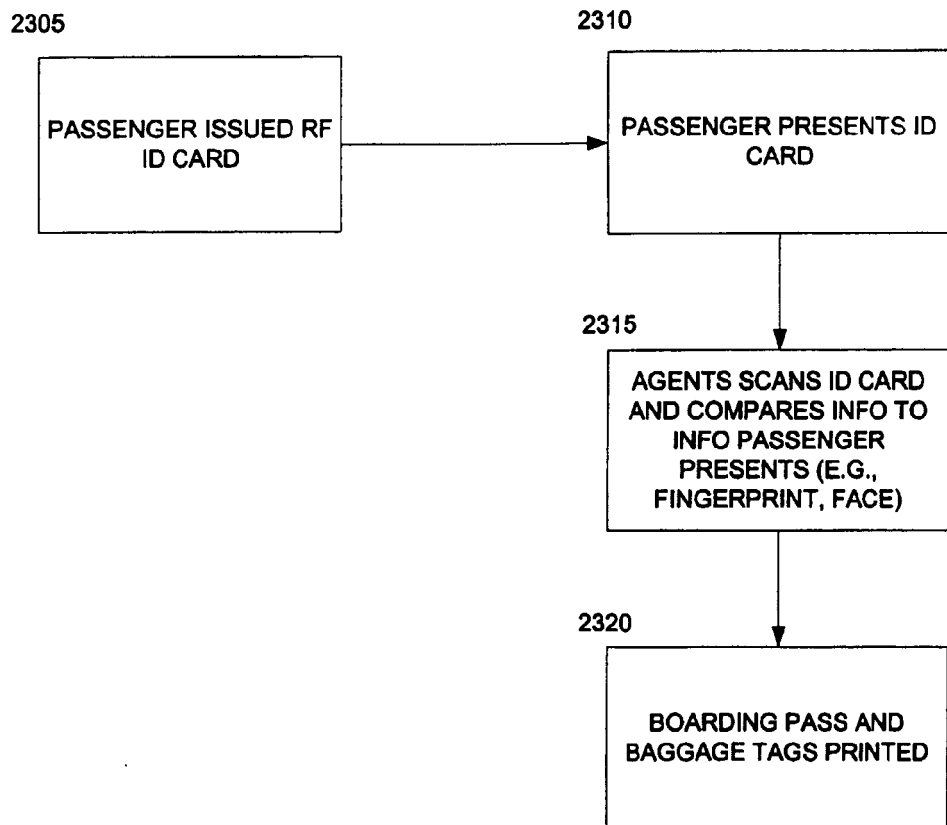 2305
PASSENGER ISSUED RF
ID CARD
2310
PASSENGER PRESENTS ID
CARD
2315
AGENTS SCANS ID CARD
AND COMPARES INFO TO
INFO PASSENGER
PRESENTS (E.G.,
FINGERPRINT, FACE)
2320
BOARDING PASS AND
BAGGAGE TAGS PRINTED